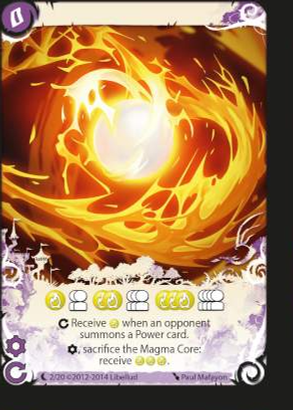 0
Receive when an opponent
summons a Power card.
, sacrifice the Magma Core:
receive .
2/20 ©2012-2014 Libellud Paul Mafayon